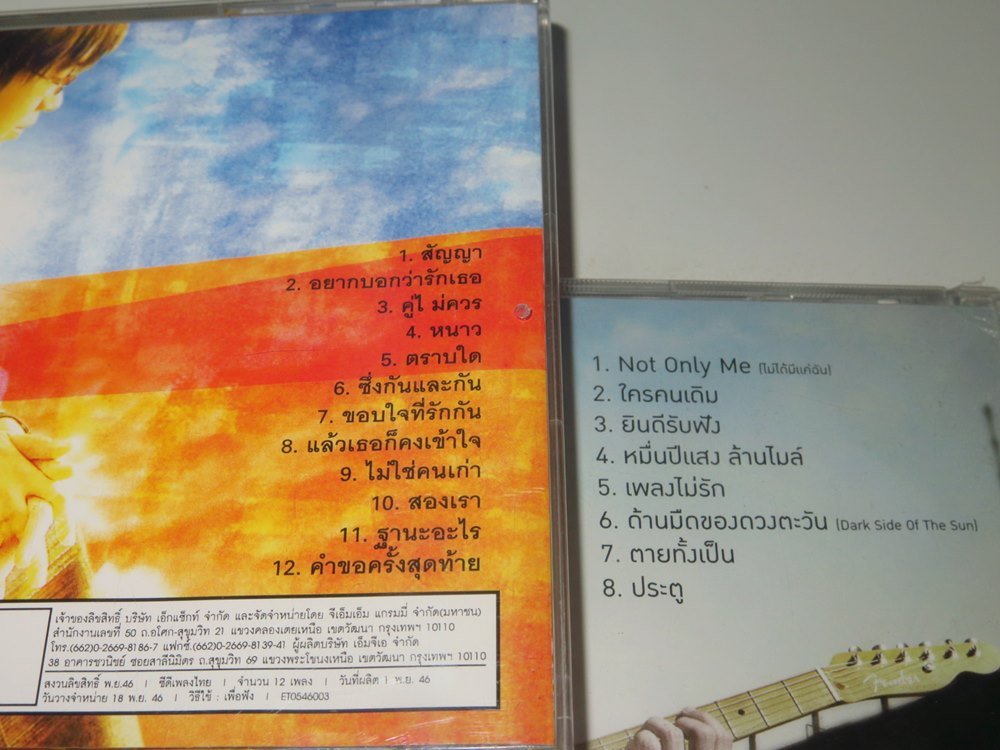 1. สัญญา
2. อยากบอกว่ารักเธอ
3. คู่ไ ม่ควร
4. หนาว
5. ตราบใด
6. ซึ่งกันและกัน
7. ขอบใจที่รักกัน
8. แล้วเธอก็คงเข้าใจ
9. ไม่ใช่คนเก่า
10. สองเรา
11. ฐานะอะไร
12. คำขอครั้งสุดท้าย
เจ้าของลิขสิทธิ์ บริษัท เอ็กแซ็กท์ จำกัด และจัดจำหน่ายโดย จีเอ็มเอ็ม แกรมมี่ จำกัด(มหาชน)
สำนักงานเลขที่ 50 ถ.อโศก-สุขุมวิท 21 แขวงคลองเตยเหนือ เขตวัฒนา กรุงเทพฯ 10110
โทร.(662)0-2669-8186-7 แฟกซ์.(662)0-2669-8139-41 ผู้ผลิตบริษัท เอ็มจีเอ จำกัด
38 อาคารชวนิชย์ ซอยสาลีนิมิตร ถ.สุขุมวิท 69 แขวงพระโขนงเหนือ เขตวัฒนา กรุงเทพฯ 10110
สงวนลิขสิทธิ์ พ.ย.46 | ซีดีเพลงไทย | จำนวน 12 เพลง | วันที่ผลิต 1 พ.ย. 46
วันวางจำหน่าย 18 พ.ย. 46 | วิธีใช้ : เพื่อฟัง | ET0546003
1. Not Only Me (ไม่ได้มีแค่ฉัน)
2. ใครคนเดิม
3. ยินดีรับฟัง
4. หมื่นปีแสง ล้านไมล์
5. เพลงไม่รัก
6. ด้านมืดของดวงตะวัน (Dark Side Of The Sun)
7. ตายทั้งเป็น
8. ประตู
Fender